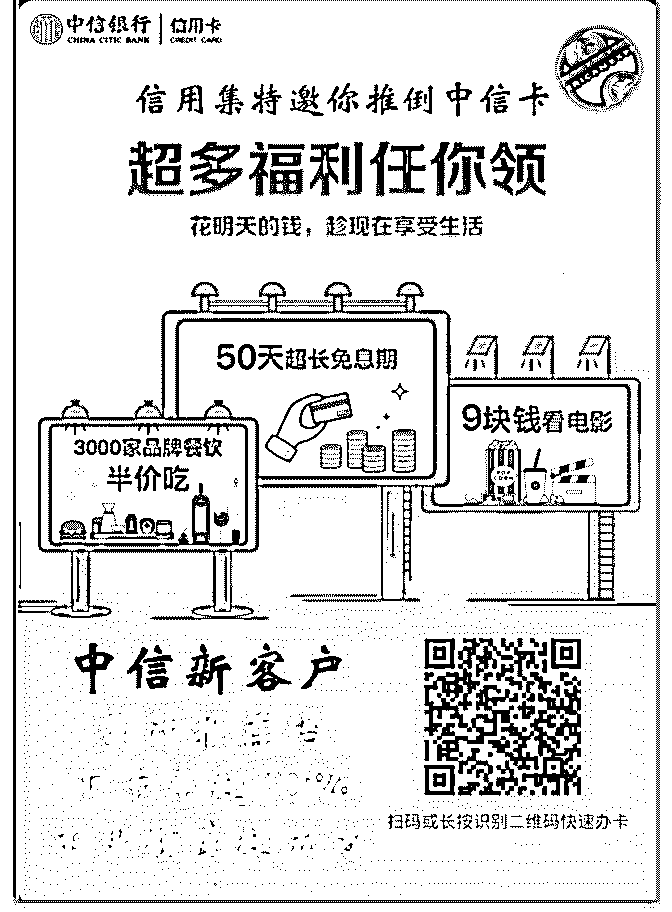 中信银行 | 信用卡
CHINA CITIC BANK CREDIT CARD
信用集特邀你推倒中信卡
超多福利任你领
花明天的钱，趁现在享受生活
50天超长免息期
9块钱看电影
3000家品牌餐饮
半价吃
中信新客户
扫码或长按识别二维码快速办卡